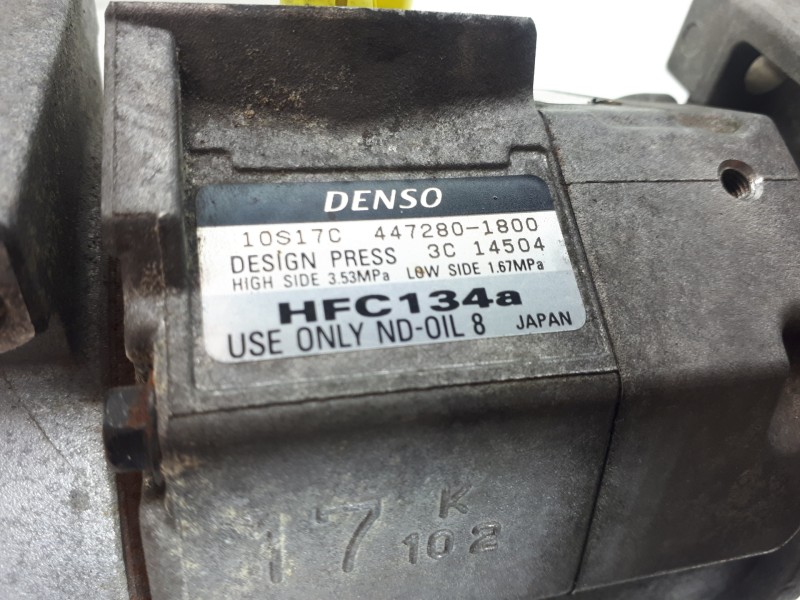 DENSO
10S17C 447280-1800
DESIGN PRESS 3C 14504
HIGH SIDE 3.53MPa LOW SIDE 1.67MPa
HFC134a
USE ONLY ND-OIL 8 JAPAN
17 K
102